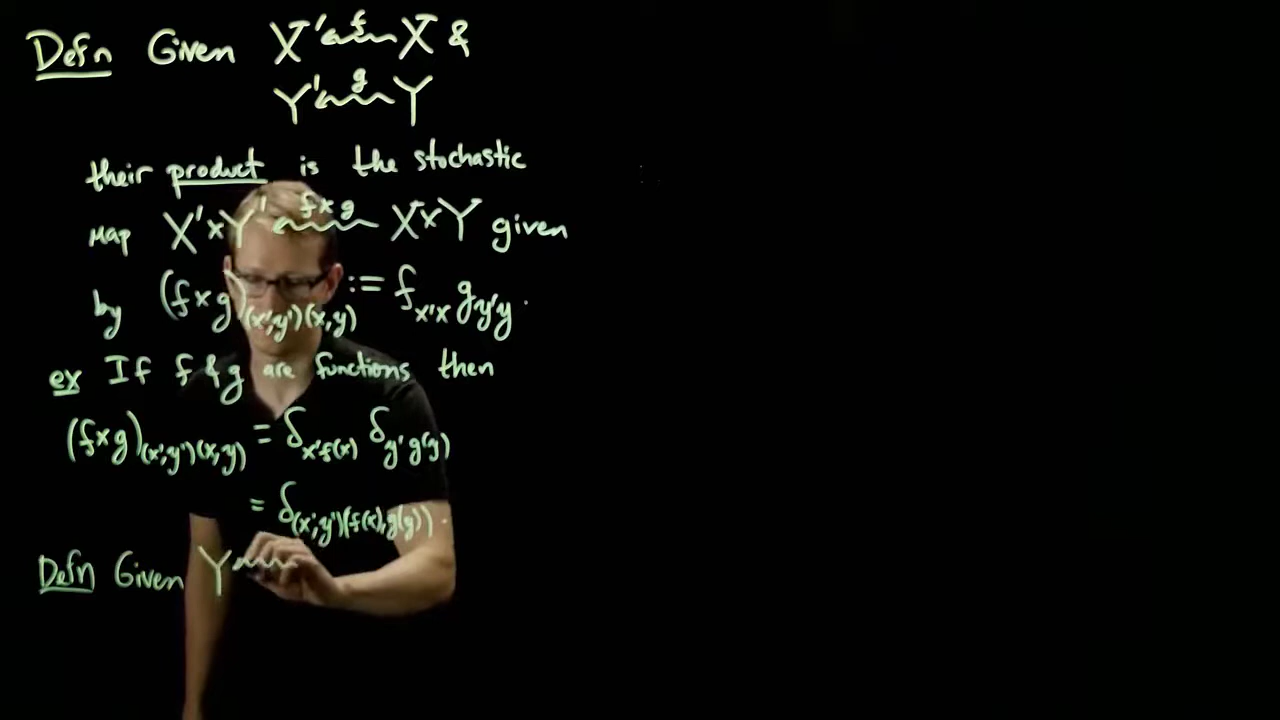 Defn Given X' f⇜ X &
Y' g⇜ Y
their product is the stochastic
map X'×Y' f×g⇜ X×Y given
by (f×g)(x',y')(x,y) := fx'x gy'y.
ex If f & g are functions then
(f×g)(x',y')(x,y) = δx'f(x) δy'g(y)
= δ(x',y')(f(x),g(y)).
Defn Given Y ⇜